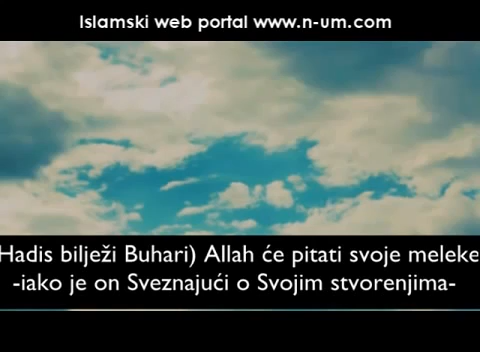 Islamski web portal www.n-um.com
Hadis bilježi Buhari) Allah će pitati svoje meleke
-iako je on Sveznajući o Svojim stvorenjima-